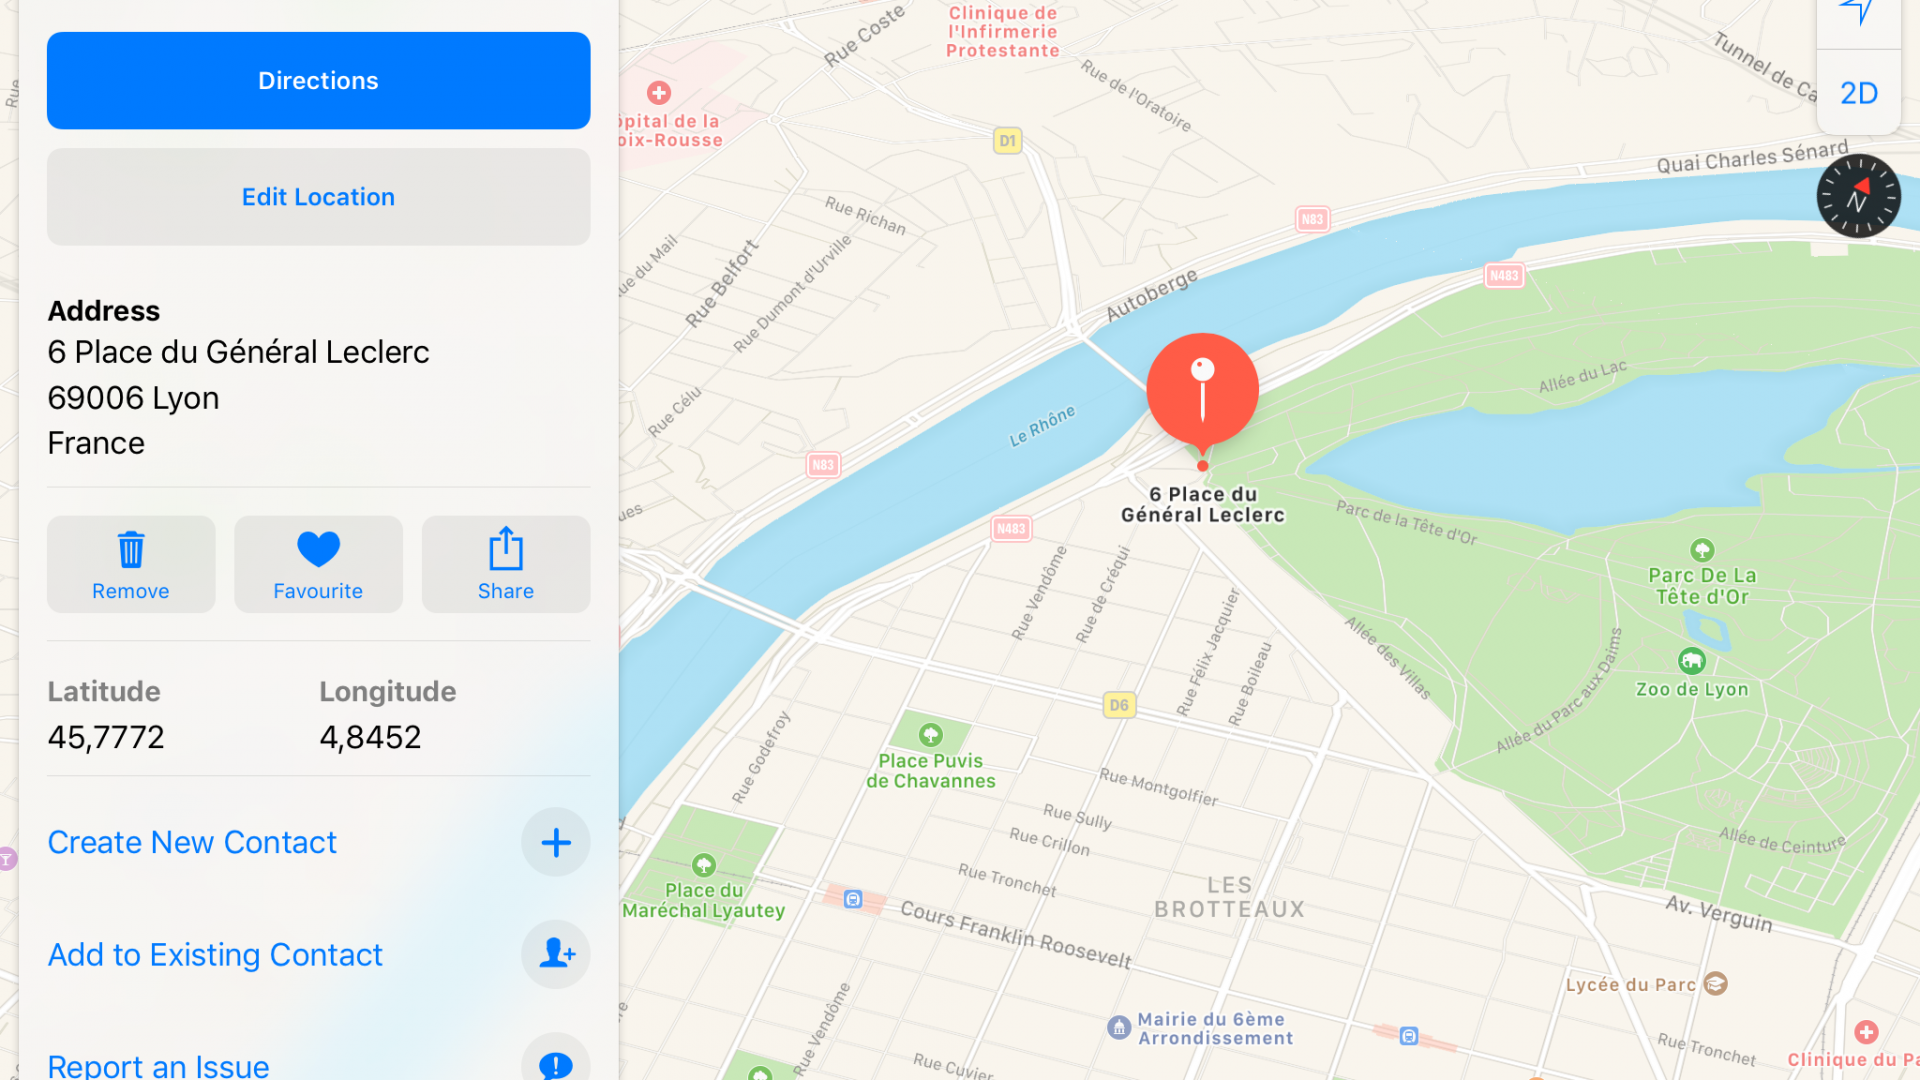 Directions
Edit Location
Address
6 Place du Général Leclerc
69006 Lyon
France
Remove
Favourite
Share
Latitude
Longitude
45,7772
4,8452
Create New Contact
Add to Existing Contact
Report an Issue
Rue Coste
Clinique de
l'Infirmerie
Protestante
Rue de l'Oratoire
Tunnel de Ca
2D
N
Quai Charles Sénard
ôpital de la
oix-Rousse
D1
N83
N483
Rue Richan
ue du Mail
Rue Belfort
Rue Dumont d'Urville
Autoberge
Allée du Lac
Rue Célu
Le Rhône
N83
6 Place du
Général Leclerc
Parc de la Tête d'Or
ues
N483
Parc De La
Tête d'Or
Rue Vendôme
Rue de Créqui
Rue Félix Jacquier
Rue Boileau
Allée des Villas
Allée du Parc aux Daims
Zoo de Lyon
D6
Rue Godefroy
Place Puvis
de Chavannes
Rue Montgolfier
Rue Sully
Rue Crillon
Rue Tronchet
Allée de Ceinture
Place du
Maréchal Lyautey
LES
BROTTEAUX
Cours Franklin Roosevelt
Av. Verguin
Lycée du Parc
Mairie du 6ème
Arrondissement
Rue Vendôme
Rue Cuvier
Rue Tronchet
Clinique du Pa